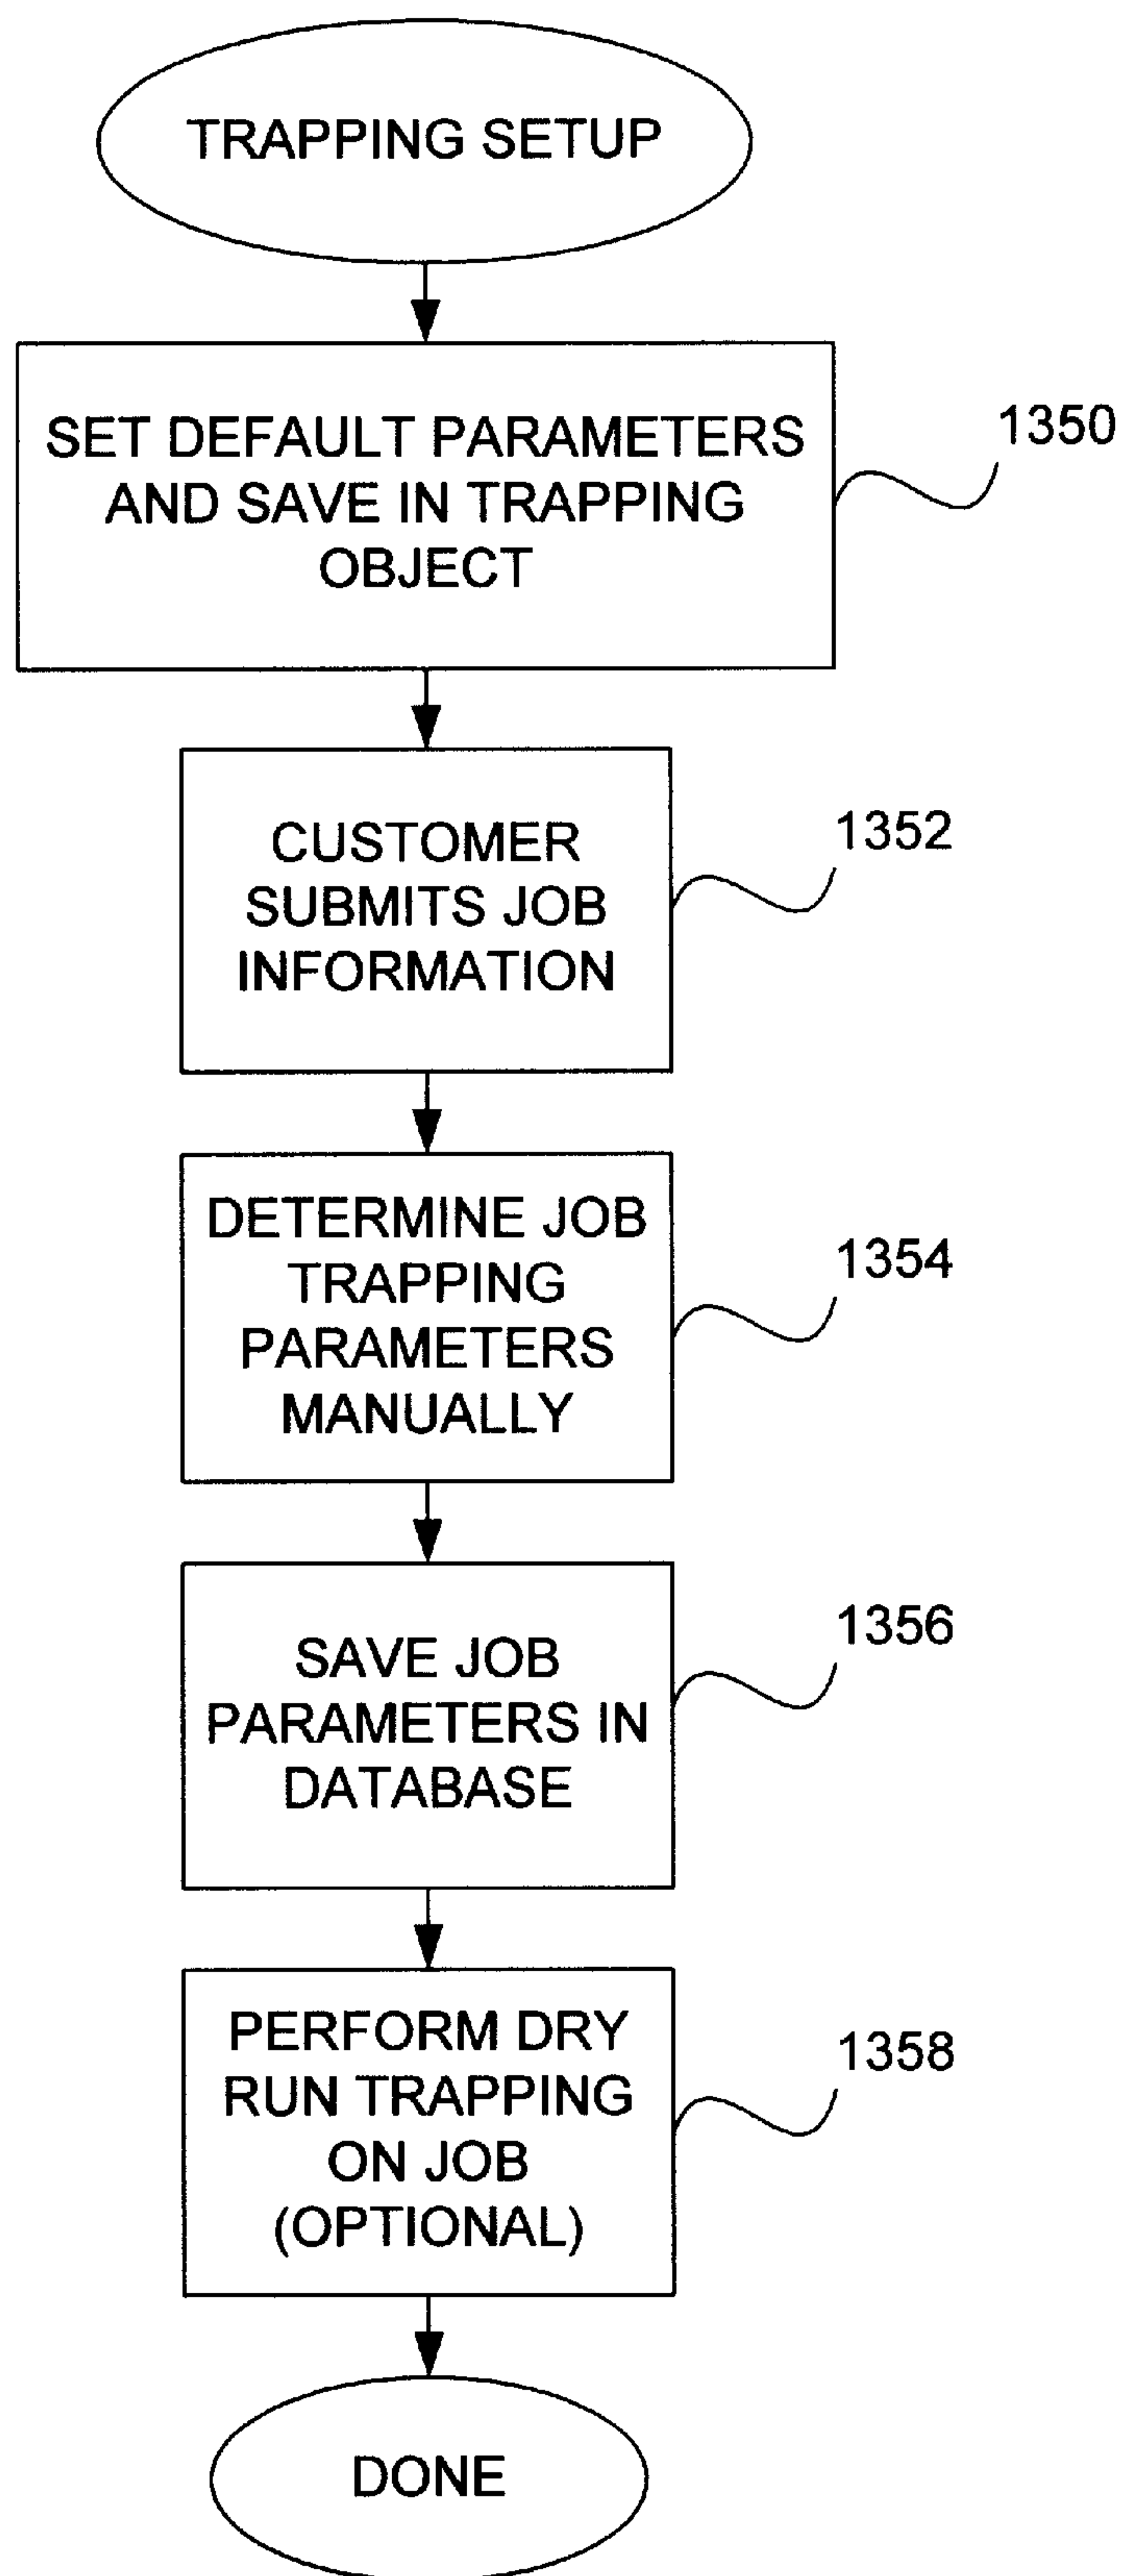 TRAPPING SETUP
SET DEFAULT PARAMETERS
AND SAVE IN TRAPPING
OBJECT
1350
CUSTOMER
SUBMITS JOB
INFORMATION
1352
DETERMINE JOB
TRAPPING
PARAMETERS
MANUALLY
1354
SAVE JOB
PARAMETERS IN
DATABASE
1356
PERFORM DRY
RUN TRAPPING
ON JOB
(OPTIONAL)
1358
DONE